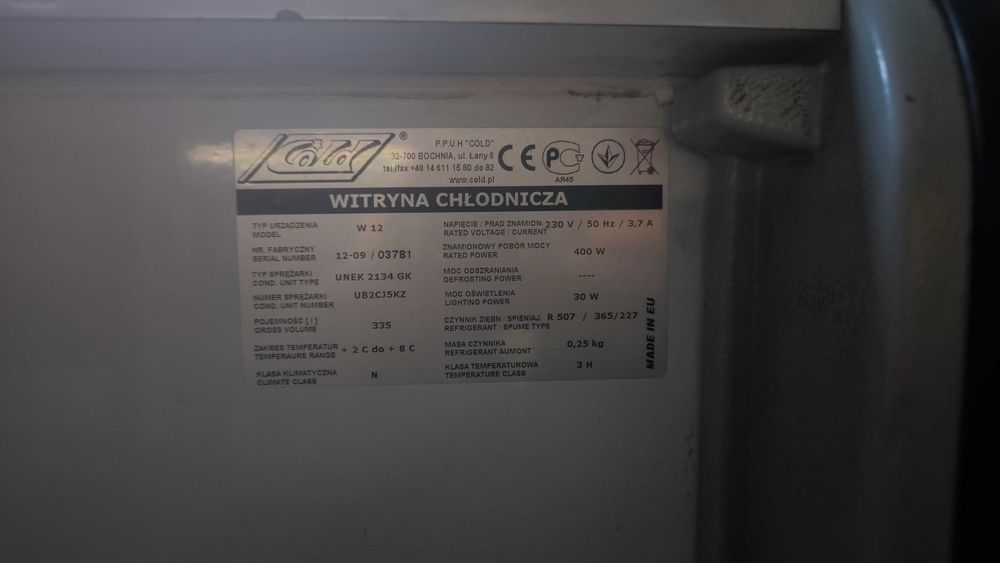 Cold ®
P.P.U.H "COLD"
32-700 BOCHNIA, ul. Łany 6
tel./fax +48 14 611 16 80 do 82
www.cold.pl
CE
АЯ45
WITRYNA CHŁODNICZA
TYP URZĄDZENIA
MODEL
W 12
NR. FABRYCZNY
SERIAL NUMBER
12-09 / 03781
TYP SPRĘŻARKI
COND. UNIT TYPE
UNEK 2134 GK
NUMER SPRĘŻARKI
COND. UNIT NUMBER
UB2CJ5KZ
POJEMNOŚĆ [ l ]
GROSS VOLUME
335
ZAKRES TEMPERATUR
TEMPERAURE RANGE
+ 2 C do + 8 C
KLASA KLIMATYCZNA
CLIMATE CLASS
N
NAPIĘCIE / PRĄD ZNAMION.
RATED VOLTAGE / CURRENT
230 V / 50 Hz / 3,7 A
ZNAMIONOWY POBÓR MOCY
RATED POWER
400 W
MOC ODSZRANIANIA
DEFROSTING POWER
----
MOC OŚWIETLENIA
LIGHTING POWER
30 W
CZYNNIK ZIĘBN / SPIENIAJ.
REFRIGERANT / SPUME TYPE
R 507 / 365/227
MASA CZYNNIKA
REFRIGERANT AUMONT
0,25 kg
KLASA TEMPERATUROWA
TEMPERATURE CLASS
3 H
MADE IN EU